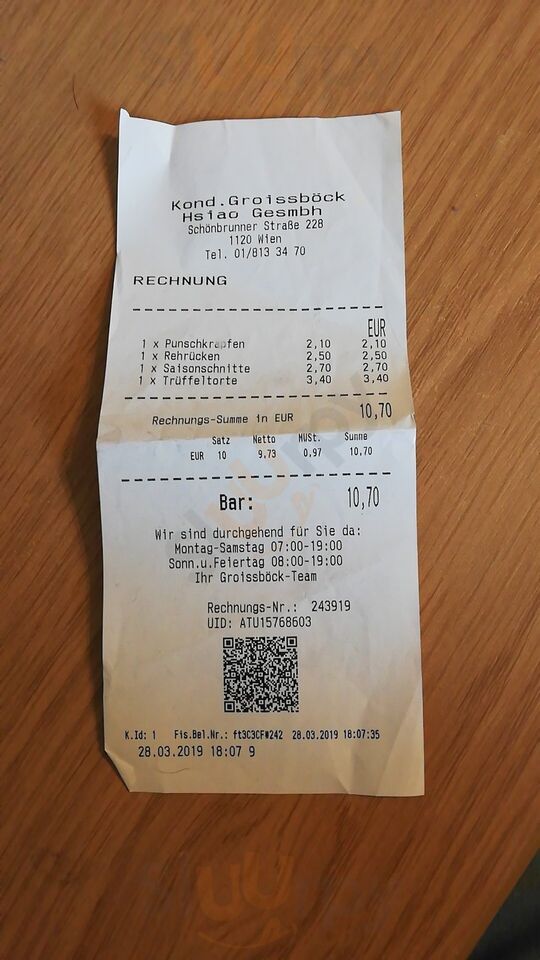 Kond.Groissböck
Hsiao Gesmbh
Schönbrunner Straße 228
1120 Wien
Tel. 01/813 34 70
RECHNUNG
EUR
1 x Punschkrapfen 2,10 2,10
1 x Rehrücken 2,50 2,50
1 x Saisonschnitte 2,70 2,70
1 x Trüffeltorte 3,40 3,40
Rechnungs-Summe in EUR 10,70
Satz Netto MUSt. Summe
EUR 10 9,73 0,97 10,70
Bar: 10,70
Wir sind durchgehend für Sie da:
Montag-Samstag 07:00-19:00
Sonn.u.Feiertag 08:00-19:00
Ihr Groissböck-Team
Rechnungs-Nr.: 243919
UID: ATU15768603
K.Id: 1 Fis.Bel.Nr.: ft3C3CF#242 28.03.2019 18:07:35
28.03.2019 18:07 9